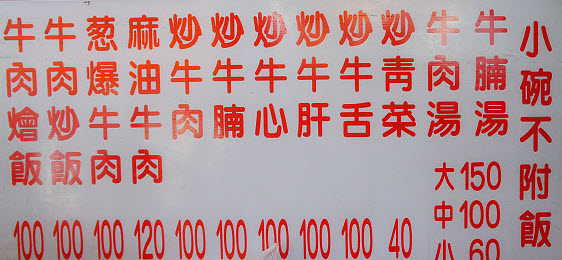 小碗不附飯
牛腩湯
牛肉湯
大150
中100
小60
炒靑菜 40
炒牛舌 100
炒牛肝 100
炒牛心 100
炒牛腩 100
炒牛肉 100
麻油牛肉 120
葱爆牛肉 100
牛肉炒飯 100
牛肉燴飯 100